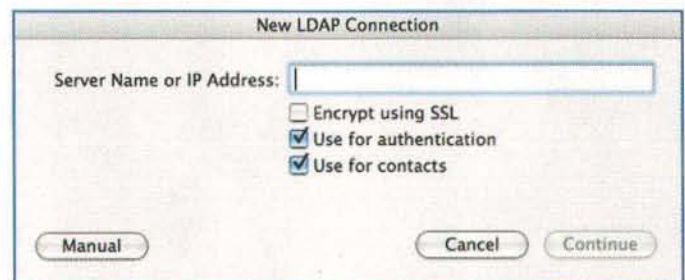 New LDAP Connection
Server Name or IP Address:
Encrypt using SSL
Use for authentication
Use for contacts
Manual
Cancel
Continue